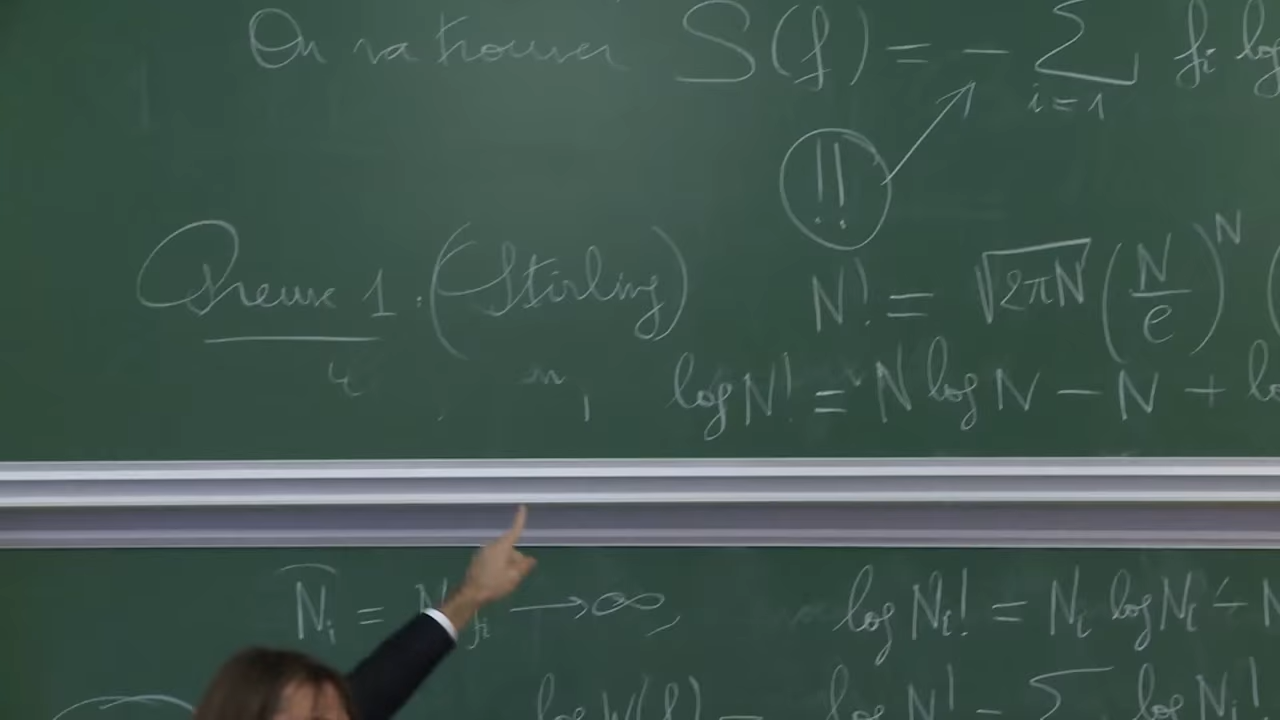 On va trouver S(f) = - ∑ i=1 fi log
!!
Preuve 1 : (Stirling) N! = √2πN (N/e)^N (
log N! = N log N - N + lo
Ni = N fi → ∞, log Ni! = Ni log Ni - N
log W(f) = log N! - ∑ log Ni!